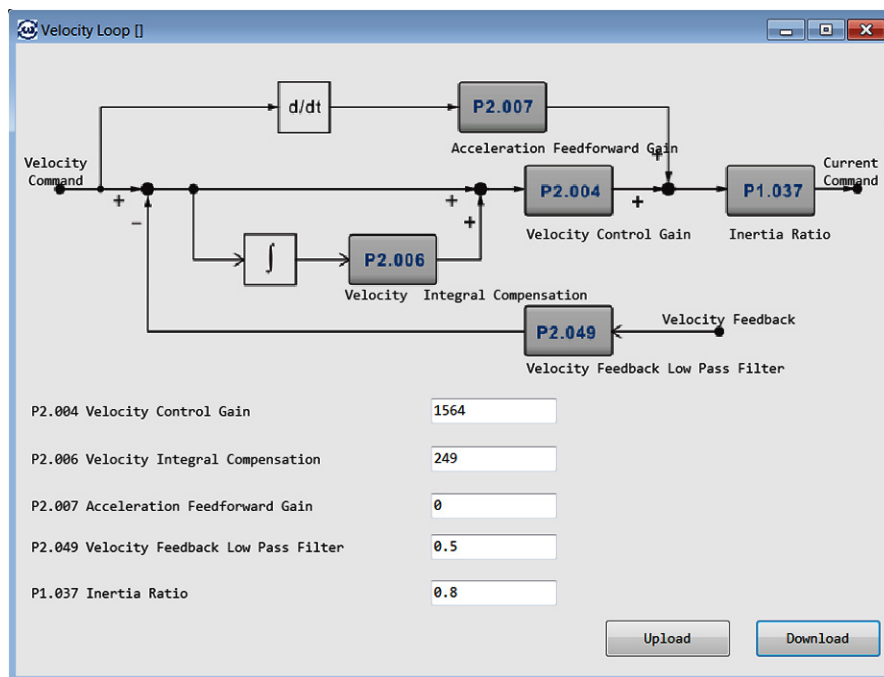 Velocity Loop []
d/dt
P2.007
Acceleration Feedforward Gain
+
Velocity
Command
Current
Command
+
+
P2.004
+
P1.037
−
+
Velocity Control Gain
Inertia Ratio
∫
P2.006
Velocity Integral Compensation
P2.049
Velocity Feedback
Velocity Feedback Low Pass Filter
P2.004 Velocity Control Gain 1564
P2.006 Velocity Integral Compensation 249
P2.007 Acceleration Feedforward Gain 0
P2.049 Velocity Feedback Low Pass Filter 0.5
P1.037 Inertia Ratio 0.8
Upload Download